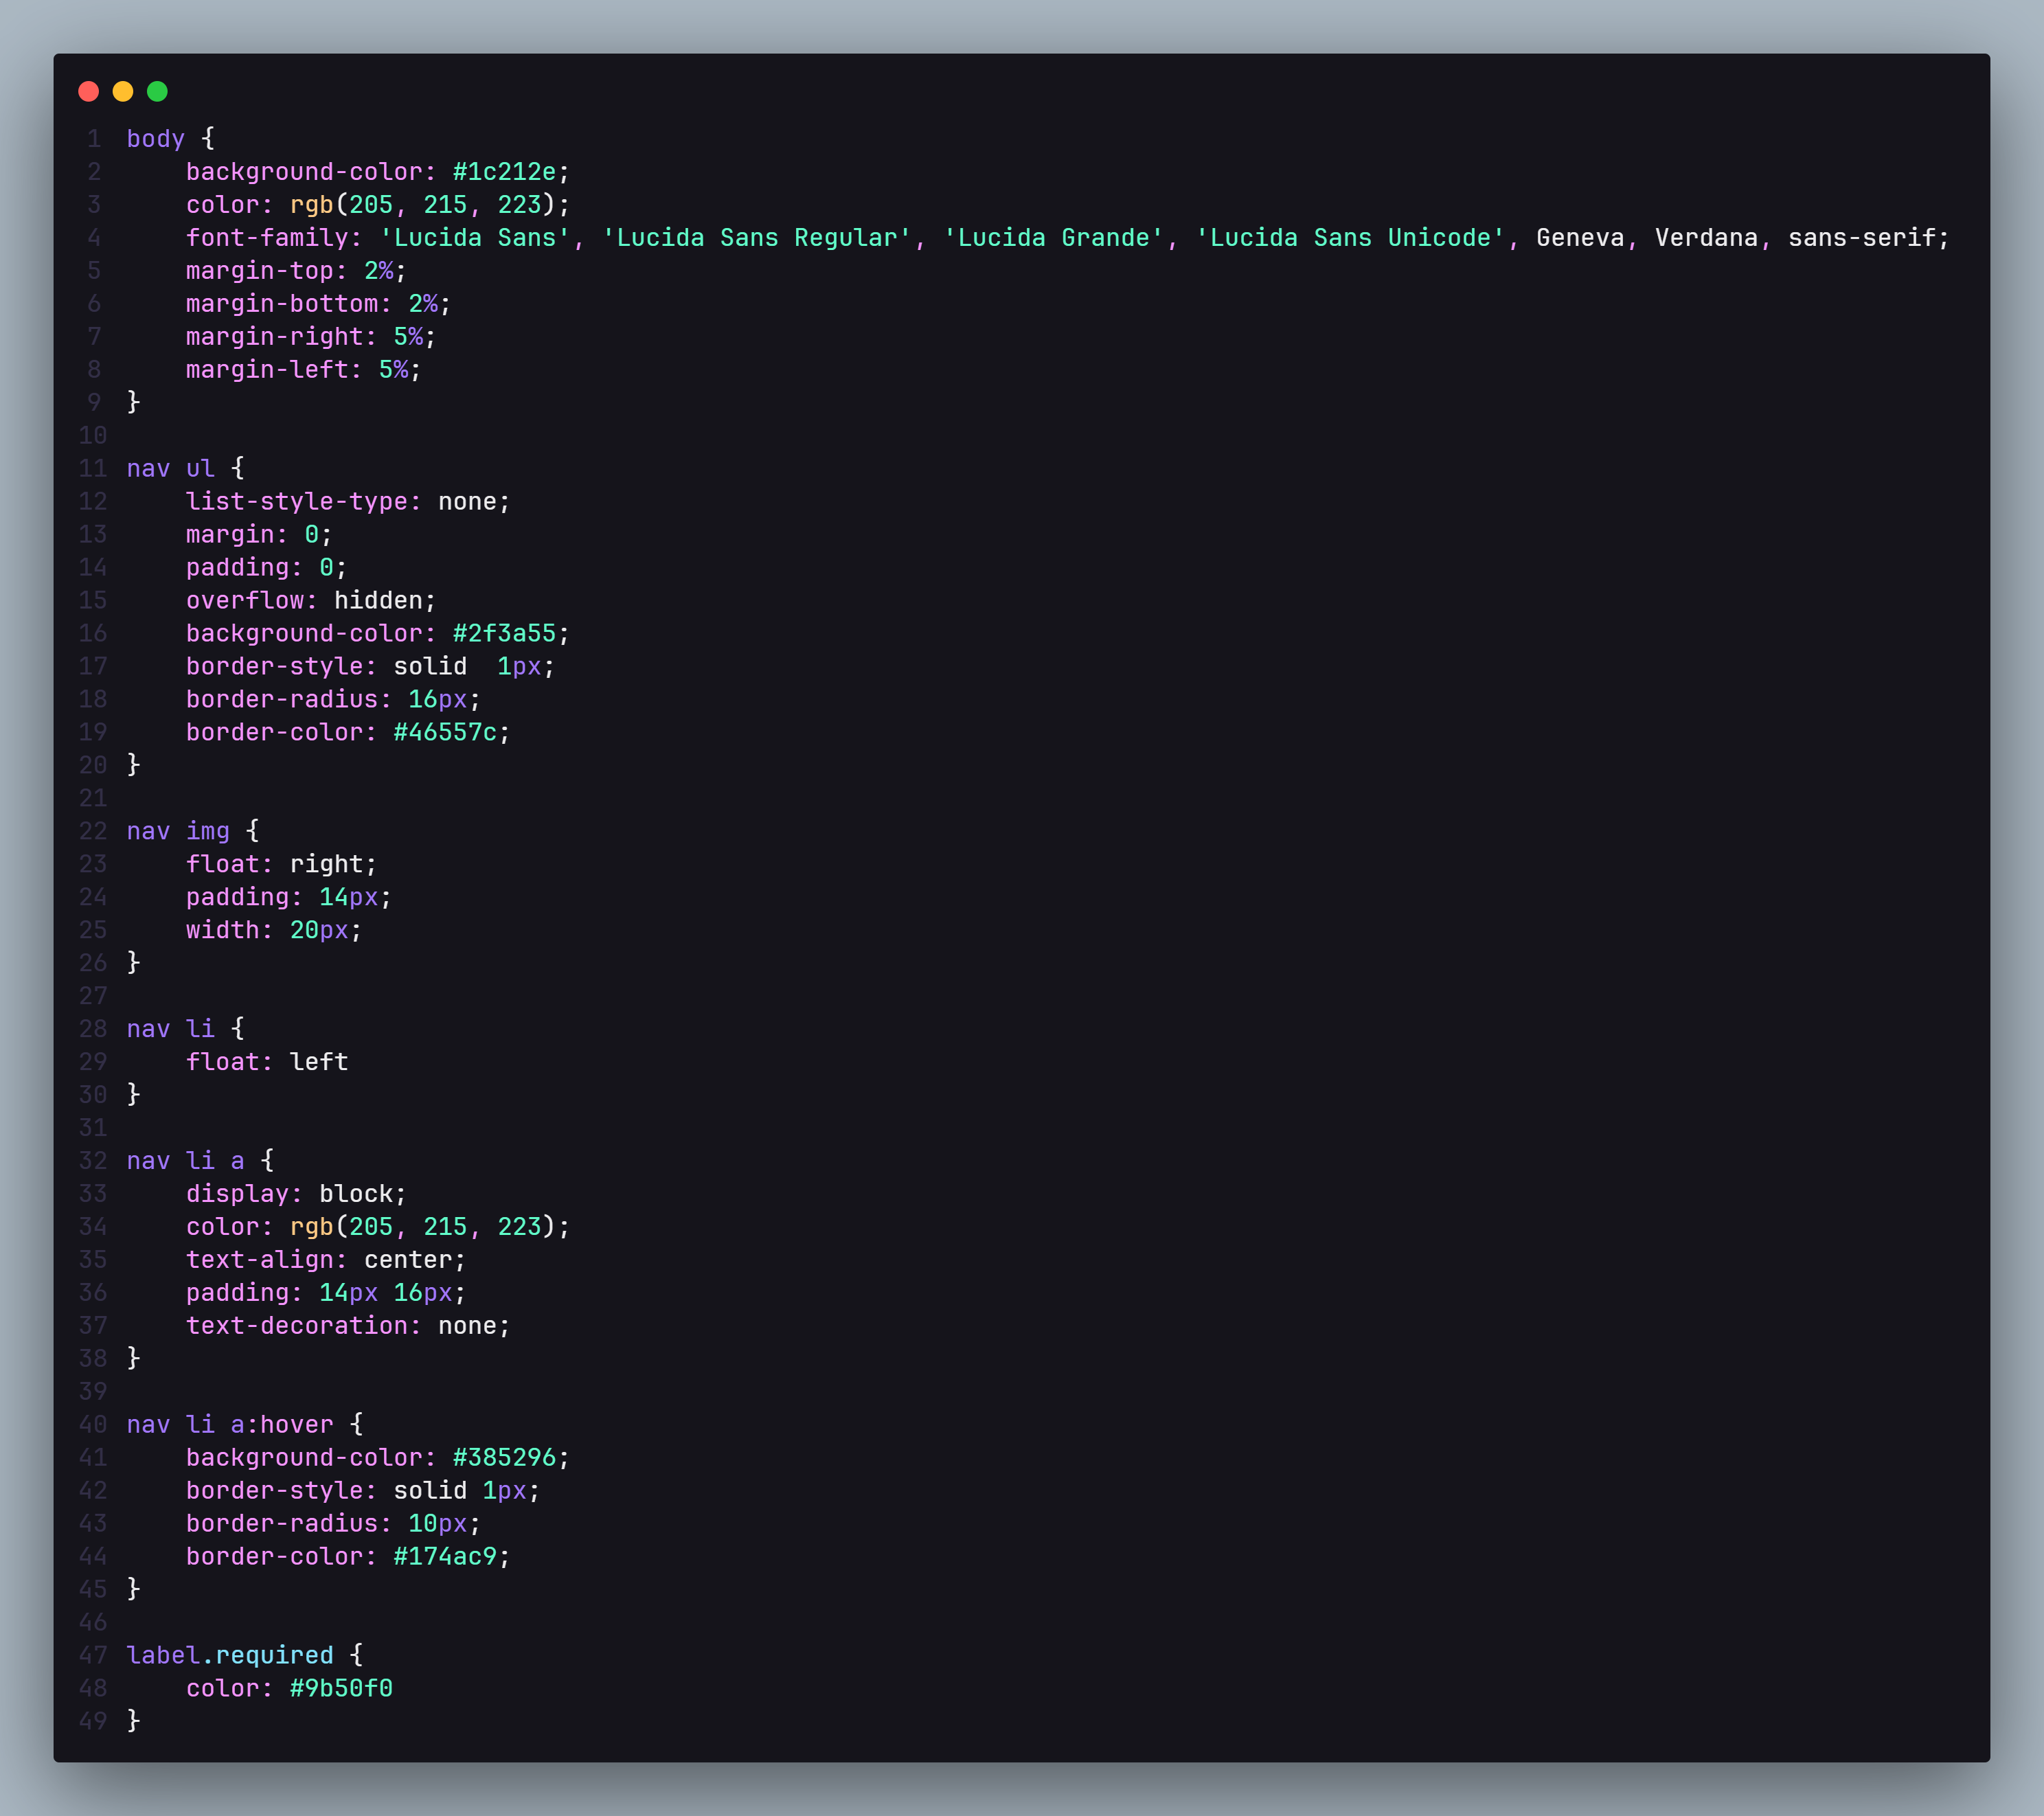 1 body {
2     background-color: #1c212e;
3     color: rgb(205, 215, 223);
4     font-family: 'Lucida Sans', 'Lucida Sans Regular', 'Lucida Grande', 'Lucida Sans Unicode', Geneva, Verdana, sans-serif;
5     margin-top: 2%;
6     margin-bottom: 2%;
7     margin-right: 5%;
8     margin-left: 5%;
9 }
10
11 nav ul {
12     list-style-type: none;
13     margin: 0;
14     padding: 0;
15     overflow: hidden;
16     background-color: #2f3a55;
17     border-style: solid  1px;
18     border-radius: 16px;
19     border-color: #46557c;
20 }
21
22 nav img {
23     float: right;
24     padding: 14px;
25     width: 20px;
26 }
27
28 nav li {
29     float: left
30 }
31
32 nav li a {
33     display: block;
34     color: rgb(205, 215, 223);
35     text-align: center;
36     padding: 14px 16px;
37     text-decoration: none;
38 }
39
40 nav li a:hover {
41     background-color: #385296;
42     border-style: solid 1px;
43     border-radius: 10px;
44     border-color: #174ac9;
45 }
46
47 label.required {
48     color: #9b50f0
49 }